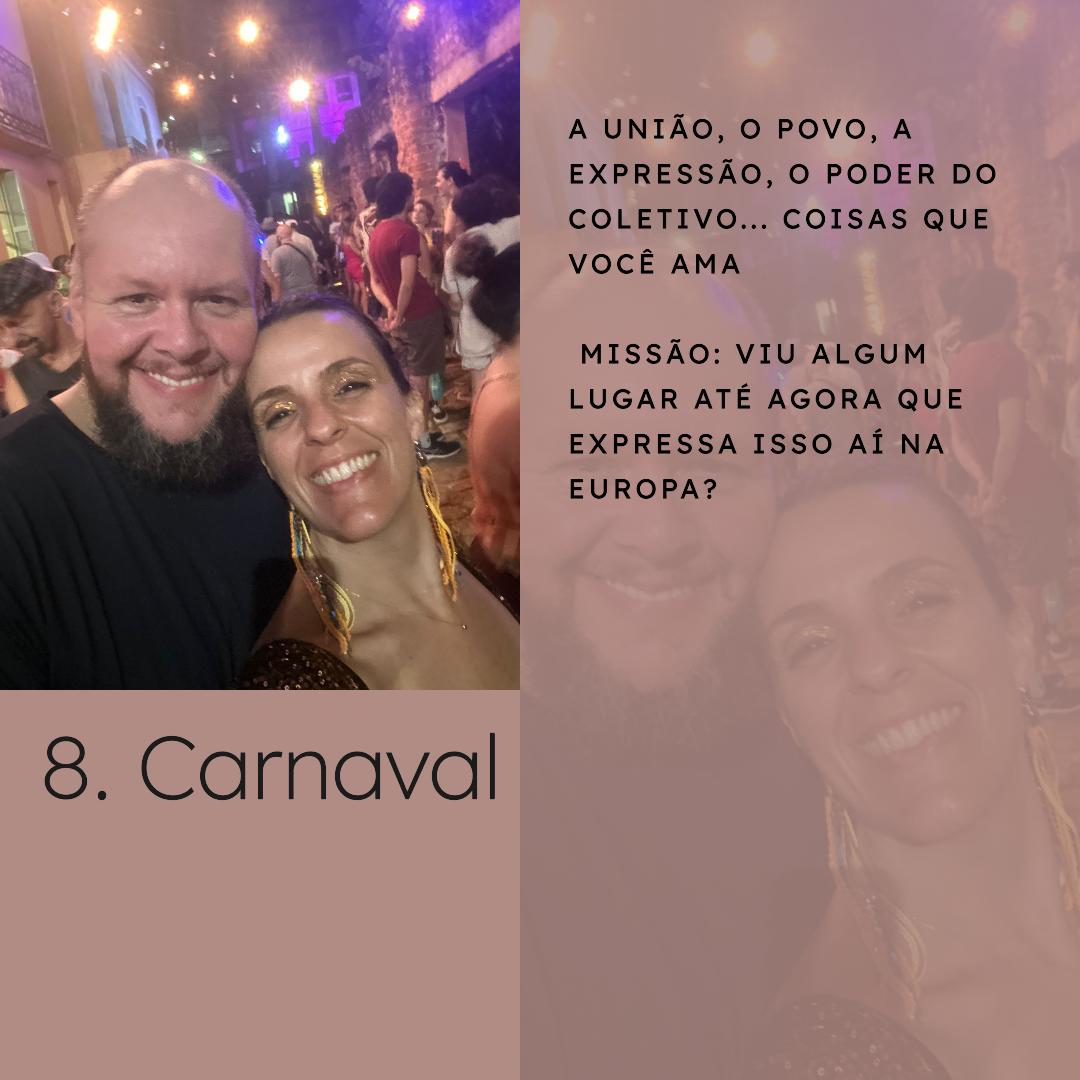 A UNIÃO, O POVO, A
EXPRESSÃO, O PODER DO
COLETIVO... COISAS QUE
VOCÊ AMA
MISSÃO: VIU ALGUM
LUGAR ATÉ AGORA QUE
EXPRESSA ISSO AÍ NA
EUROPA?
8. Carnaval